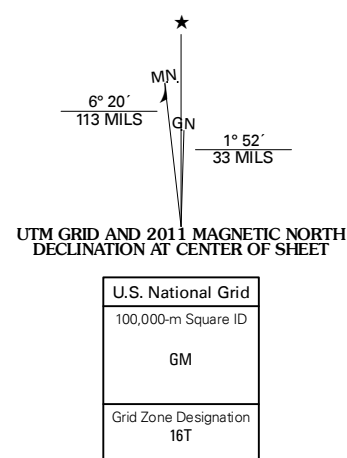 ★
MN.
6° 20´
113 MILS
GN
1° 52´
33 MILS
UTM GRID AND 2011 MAGNETIC NORTH
DECLINATION AT CENTER OF SHEET
U.S. National Grid
100,000-m Square ID
GM
Grid Zone Designation
16T